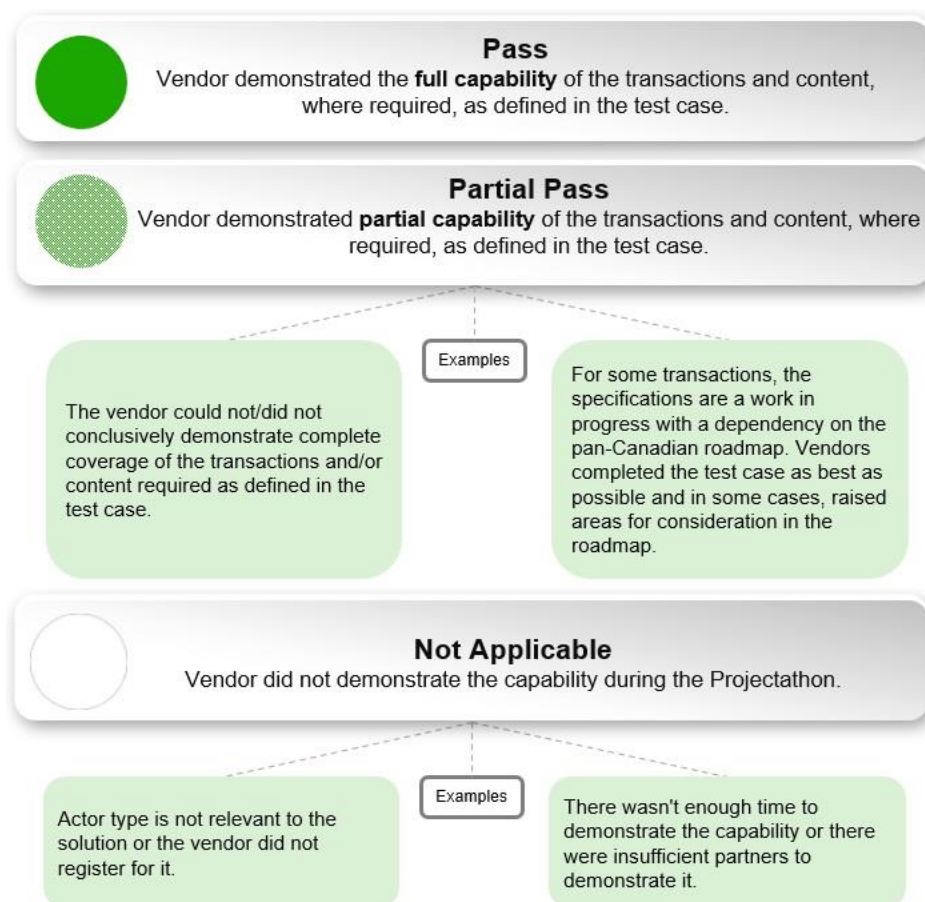 Pass
Vendor demonstrated the full capability of the transactions and content,
where required, as defined in the test case.
Partial Pass
Vendor demonstrated partial capability of the transactions and content, where
required, as defined in the test case.
Examples
The vendor could not/did not
conclusively demonstrate complete
coverage of the transactions and/or
content required as defined in the
test case.
For some transactions, the
specifications are a work in
progress with a dependency on the
pan-Canadian roadmap. Vendors
completed the test case as best as
possible and in some cases, raised
areas for consideration in the
roadmap.
Not Applicable
Vendor did not demonstrate the capability during the Projectathon.
Examples
Actor type is not relevant to the
solution or the vendor did not
register for it.
There wasn't enough time to
demonstrate the capability or there
were insufficient partners to
demonstrate it.